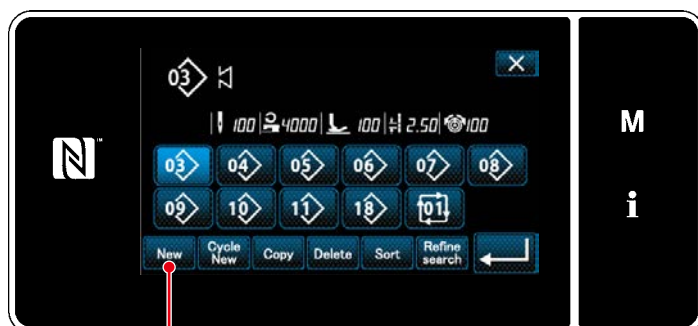 03
X
100 4000 100 2.50 100
M
03 04 05 06 07 08
N
i
09 10 11 18 01
New Cycle New Copy Delete Sort Refine search